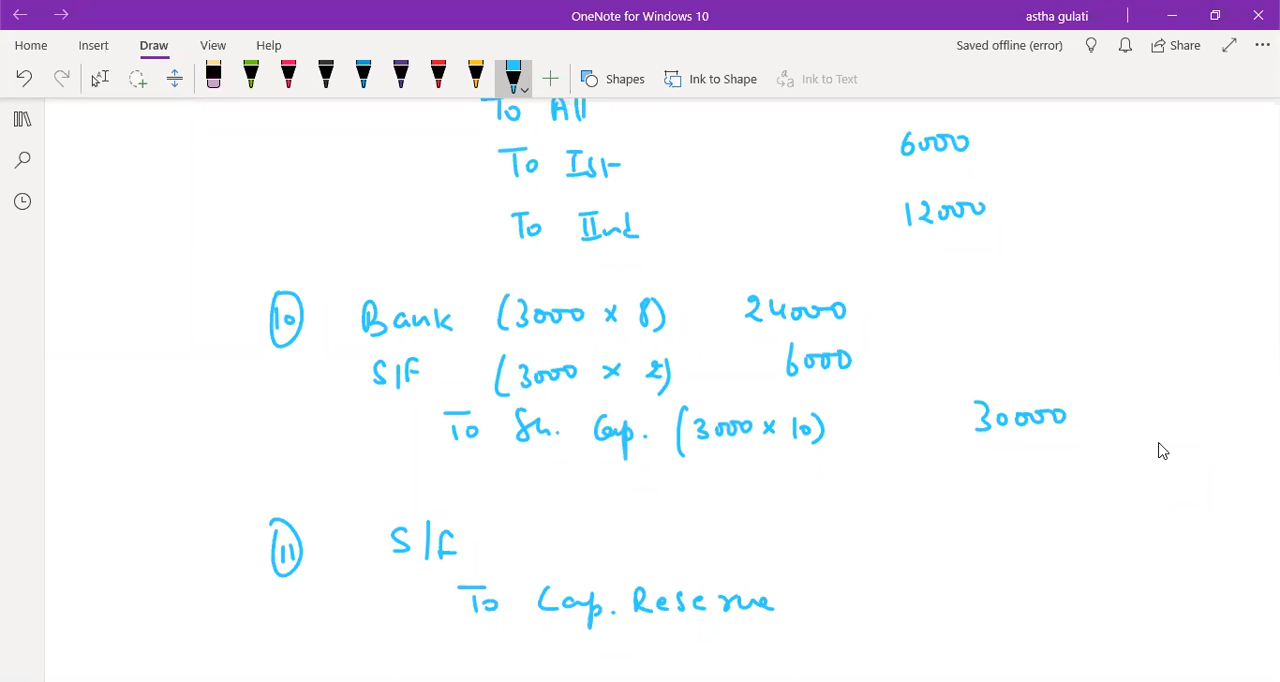 OneNote for Windows 10
astha gulati
Home Insert Draw View Help
Saved offline (error) Share
Shapes Ink to Shape Ink to Text
To All
To Ist 6000
To IInd 12000
10 Bank (3000 × 8) 24000
S/F (3000 × 2) 6000
To Sh. Cap. (3000 × 10) 30000
11 S/F
To Cap. Reserve